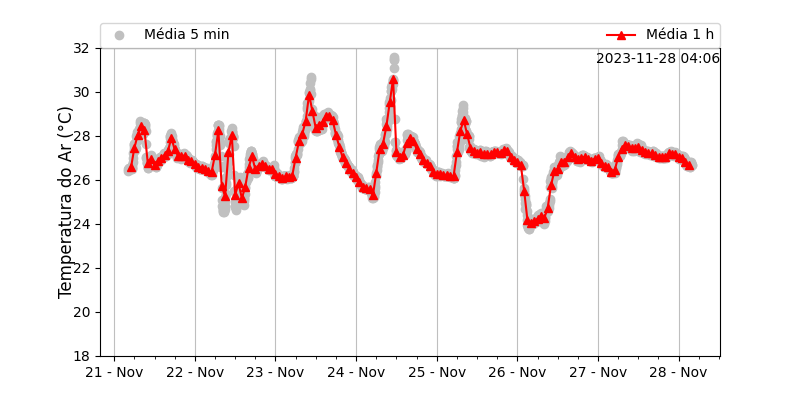 Média 5 min
Média 1 h
2023-11-28 04:06
Temperatura do Ar (°C)
32
30
28
26
24
22
20
18
21 - Nov
22 - Nov
23 - Nov
24 - Nov
25 - Nov
26 - Nov
27 - Nov
28 - Nov